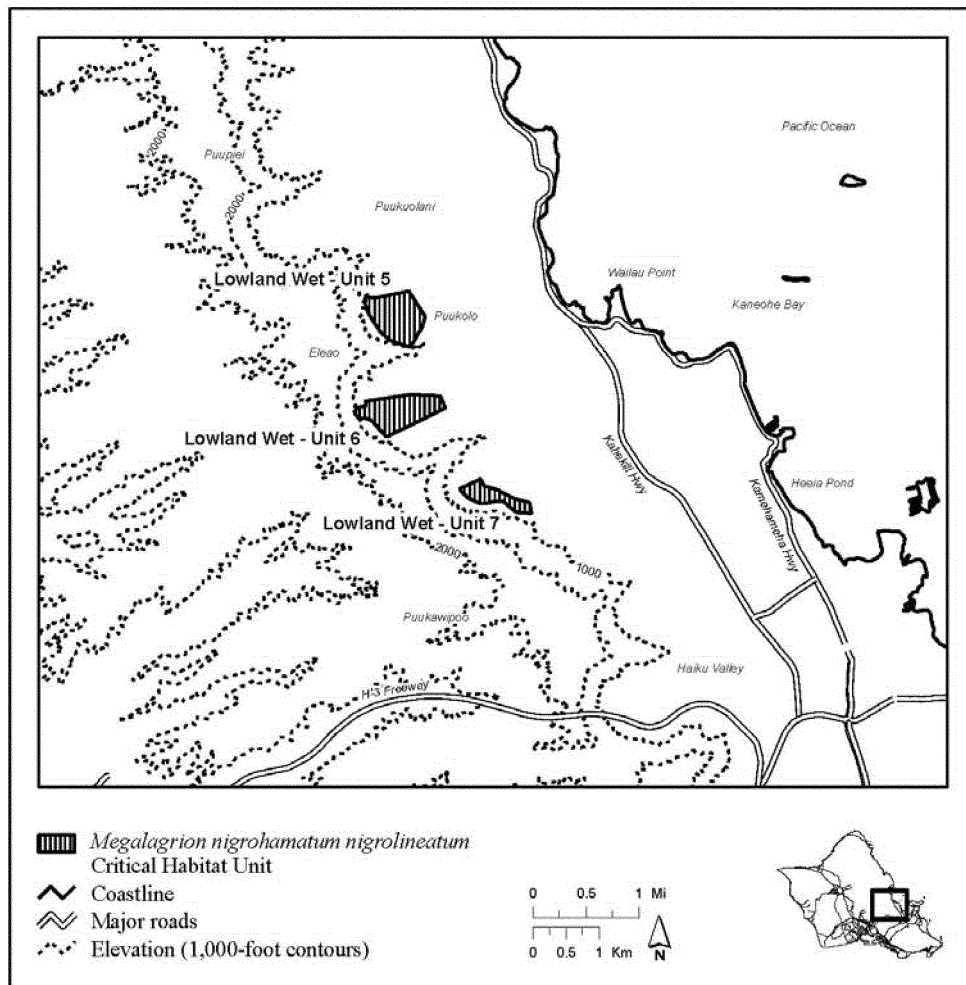 Pacific Ocean
2000
Puupiei
2000
Puukuolani
Wailau Point
Lowland Wet - Unit 5
Kaneohe Bay
Puukolo
Eleao
Lowland Wet - Unit 6
Kahekili Hwy
Kamehameha Hwy
Heeia Pond
Lowland Wet - Unit 7
2000
1000
Puukawipoo
Haiku Valley
H-3 Freeway
Megalagrion nigrohamatum nigrolineatum
Critical Habitat Unit
Coastline
Major roads
Elevation (1,000-foot contours)
0 0.5 1 Mi
0 0.5 1 Km
N